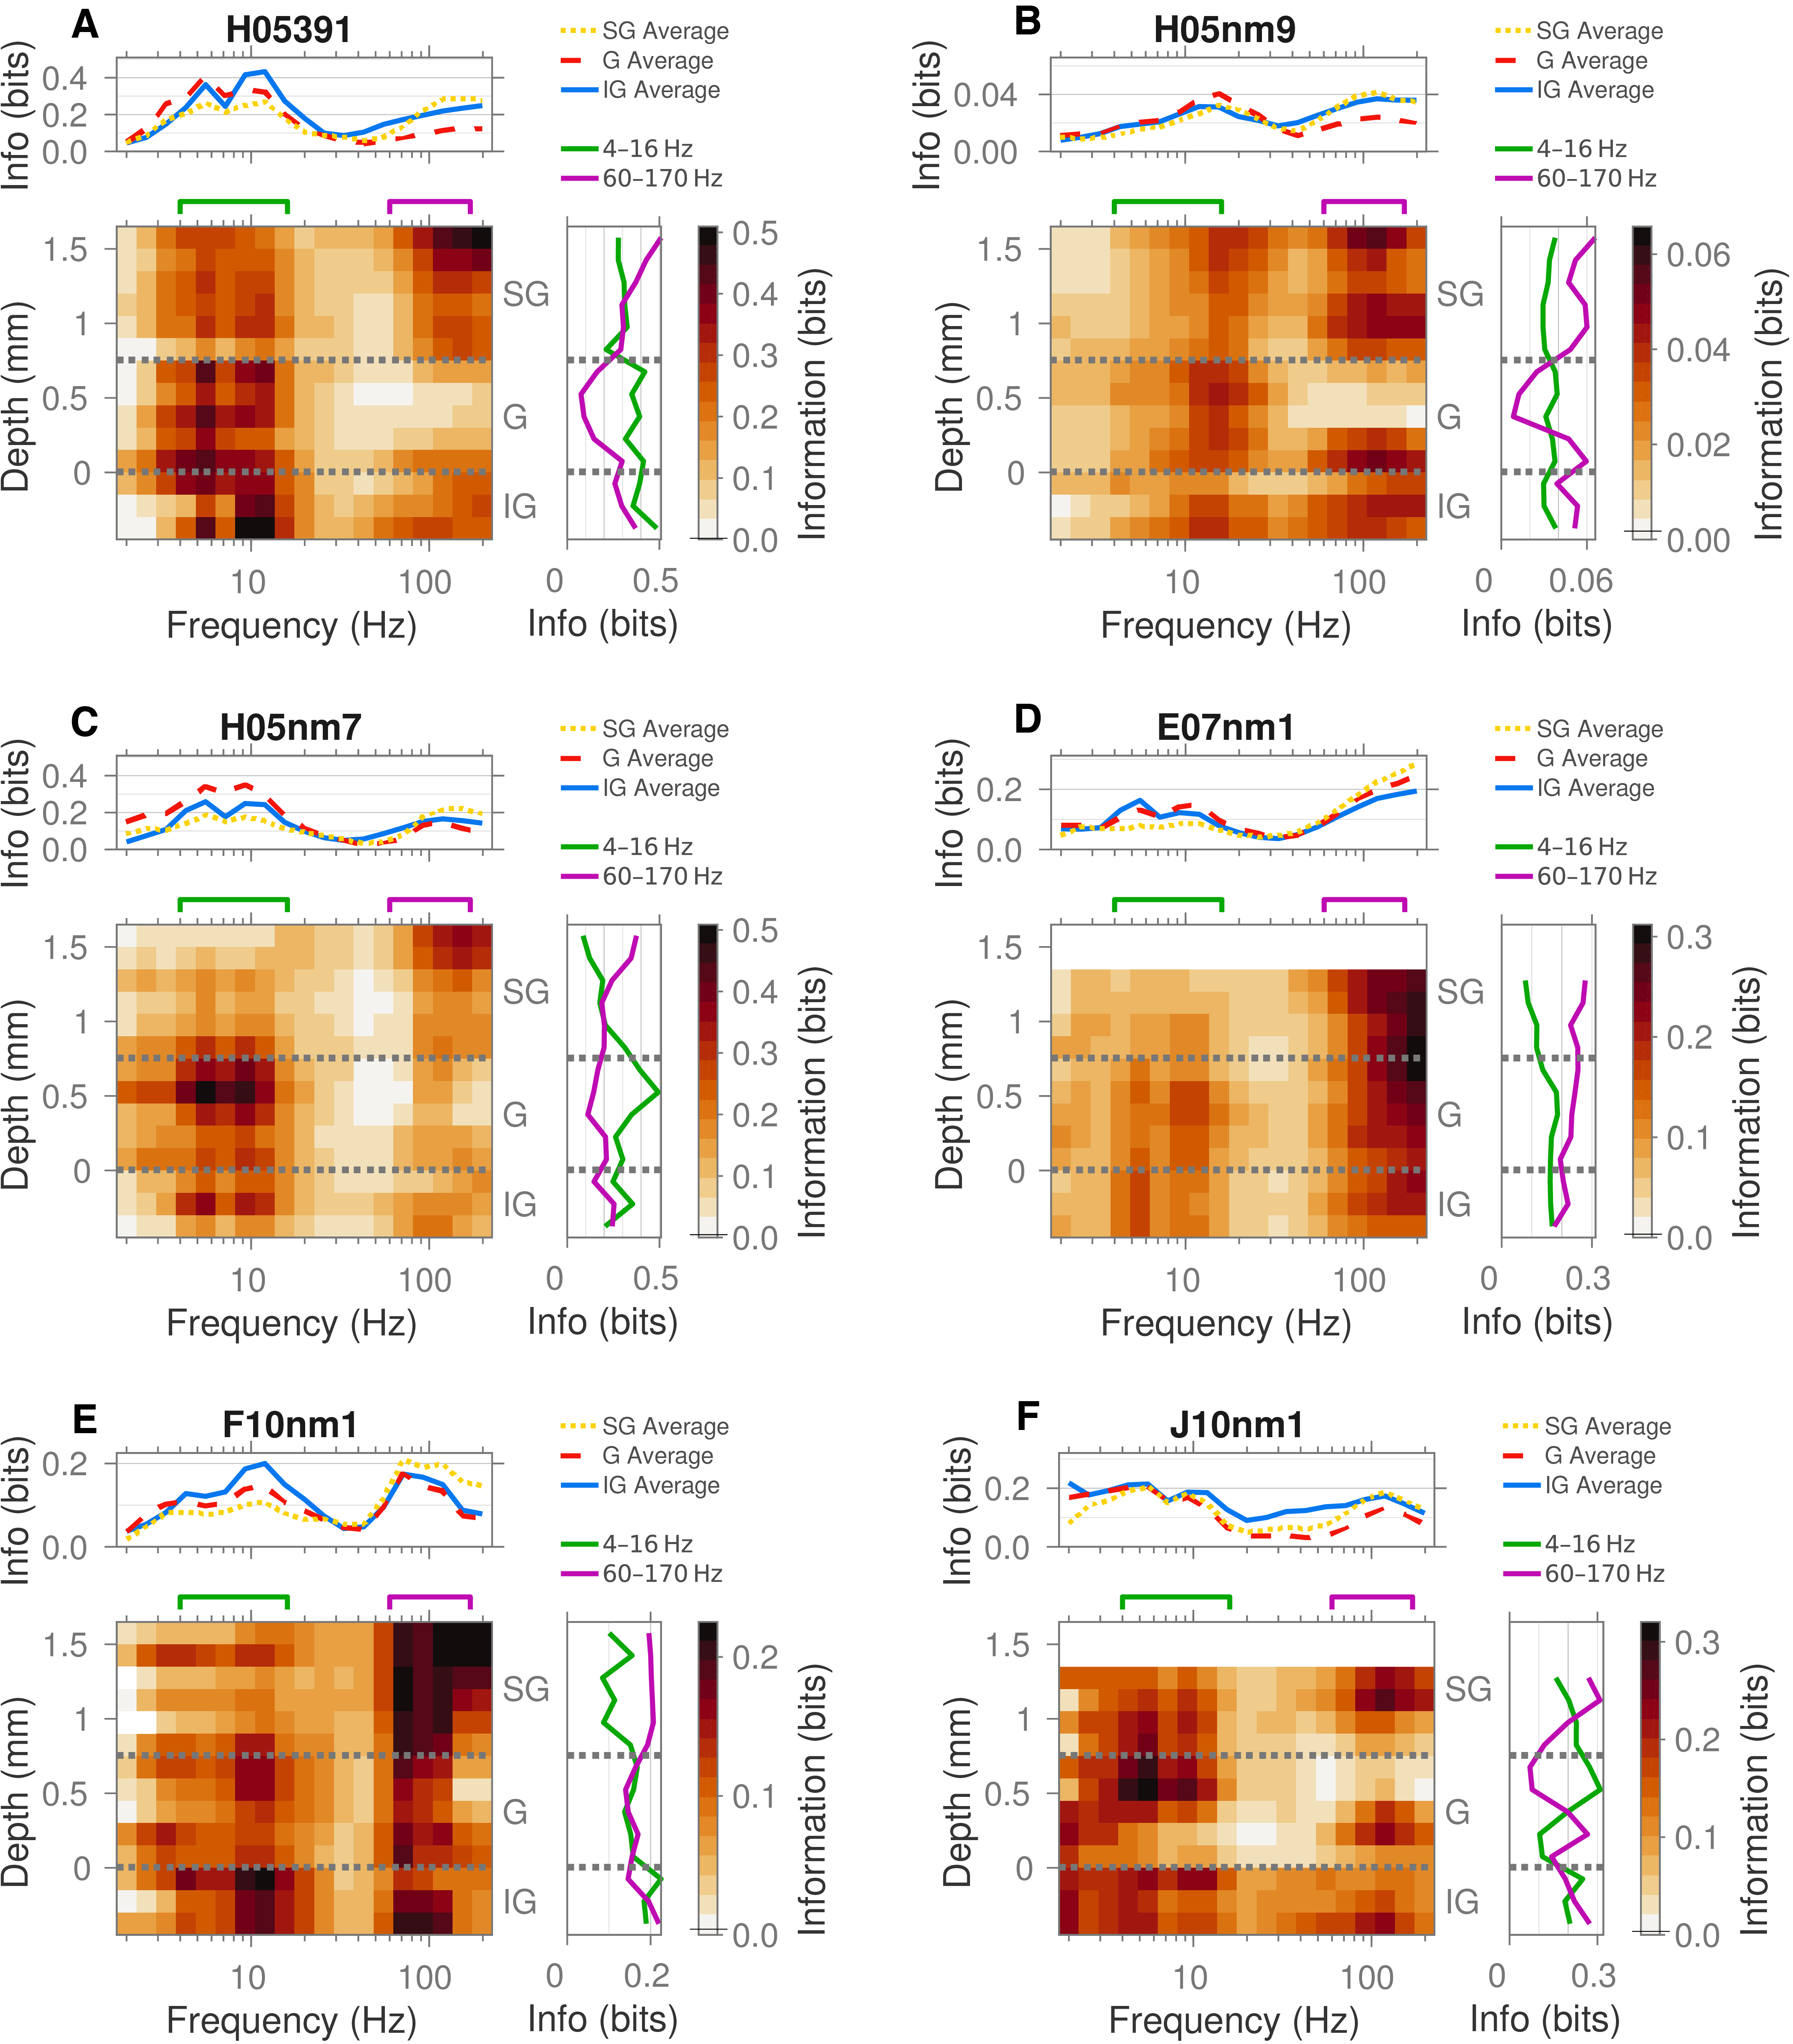 A H05391
SG Average
G Average
IG Average
4–16 Hz
60–170 Hz
Info (bits)
0.4
0.2
0.0
Depth (mm)
1.5
1
0.5
0
SG
G
IG
10 100
Frequency (Hz)
0 0.5
Info (bits)
0.5
0.4
0.3
0.2
0.1
0.0
Information (bits)
B H05nm9
SG Average
G Average
IG Average
4–16 Hz
60–170 Hz
Info (bits)
0.04
0.00
Depth (mm)
1.5
1
0.5
0
SG
G
IG
10 100
Frequency (Hz)
0 0.06
Info (bits)
0.06
0.04
0.02
0.00
Information (bits)
C H05nm7
SG Average
G Average
IG Average
4–16 Hz
60–170 Hz
Info (bits)
0.4
0.2
0.0
Depth (mm)
1.5
1
0.5
0
SG
G
IG
10 100
Frequency (Hz)
0 0.5
Info (bits)
0.5
0.4
0.3
0.2
0.1
0.0
Information (bits)
D E07nm1
SG Average
G Average
IG Average
4–16 Hz
60–170 Hz
Info (bits)
0.2
0.0
Depth (mm)
1.5
1
0.5
0
SG
G
IG
10 100
Frequency (Hz)
0 0.3
Info (bits)
0.3
0.2
0.1
0.0
Information (bits)
E F10nm1
SG Average
G Average
IG Average
4–16 Hz
60–170 Hz
Info (bits)
0.2
0.0
Depth (mm)
1.5
1
0.5
0
SG
G
IG
10 100
Frequency (Hz)
0 0.2
Info (bits)
0.2
0.1
0.0
Information (bits)
F J10nm1
SG Average
G Average
IG Average
4–16 Hz
60–170 Hz
Info (bits)
0.2
0.0
Depth (mm)
1.5
1
0.5
0
SG
G
IG
10 100
Frequency (Hz)
0 0.3
Info (bits)
0.3
0.2
0.1
0.0
Information (bits)